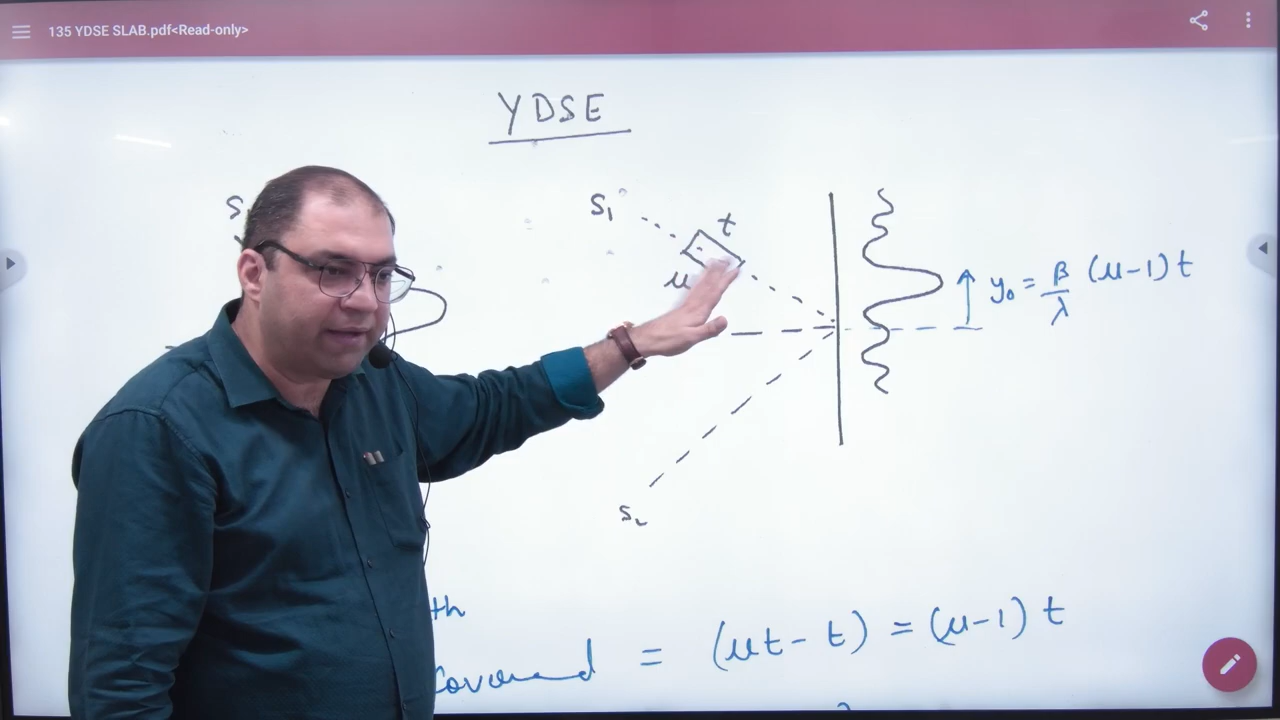 135 YDSE SLAB.pdf<Read-only>
YDSE
S
S₁
t
μ
y₀ = β/λ (μ-1) t
S₂
th
Covered = (μt - t) = (μ-1) t